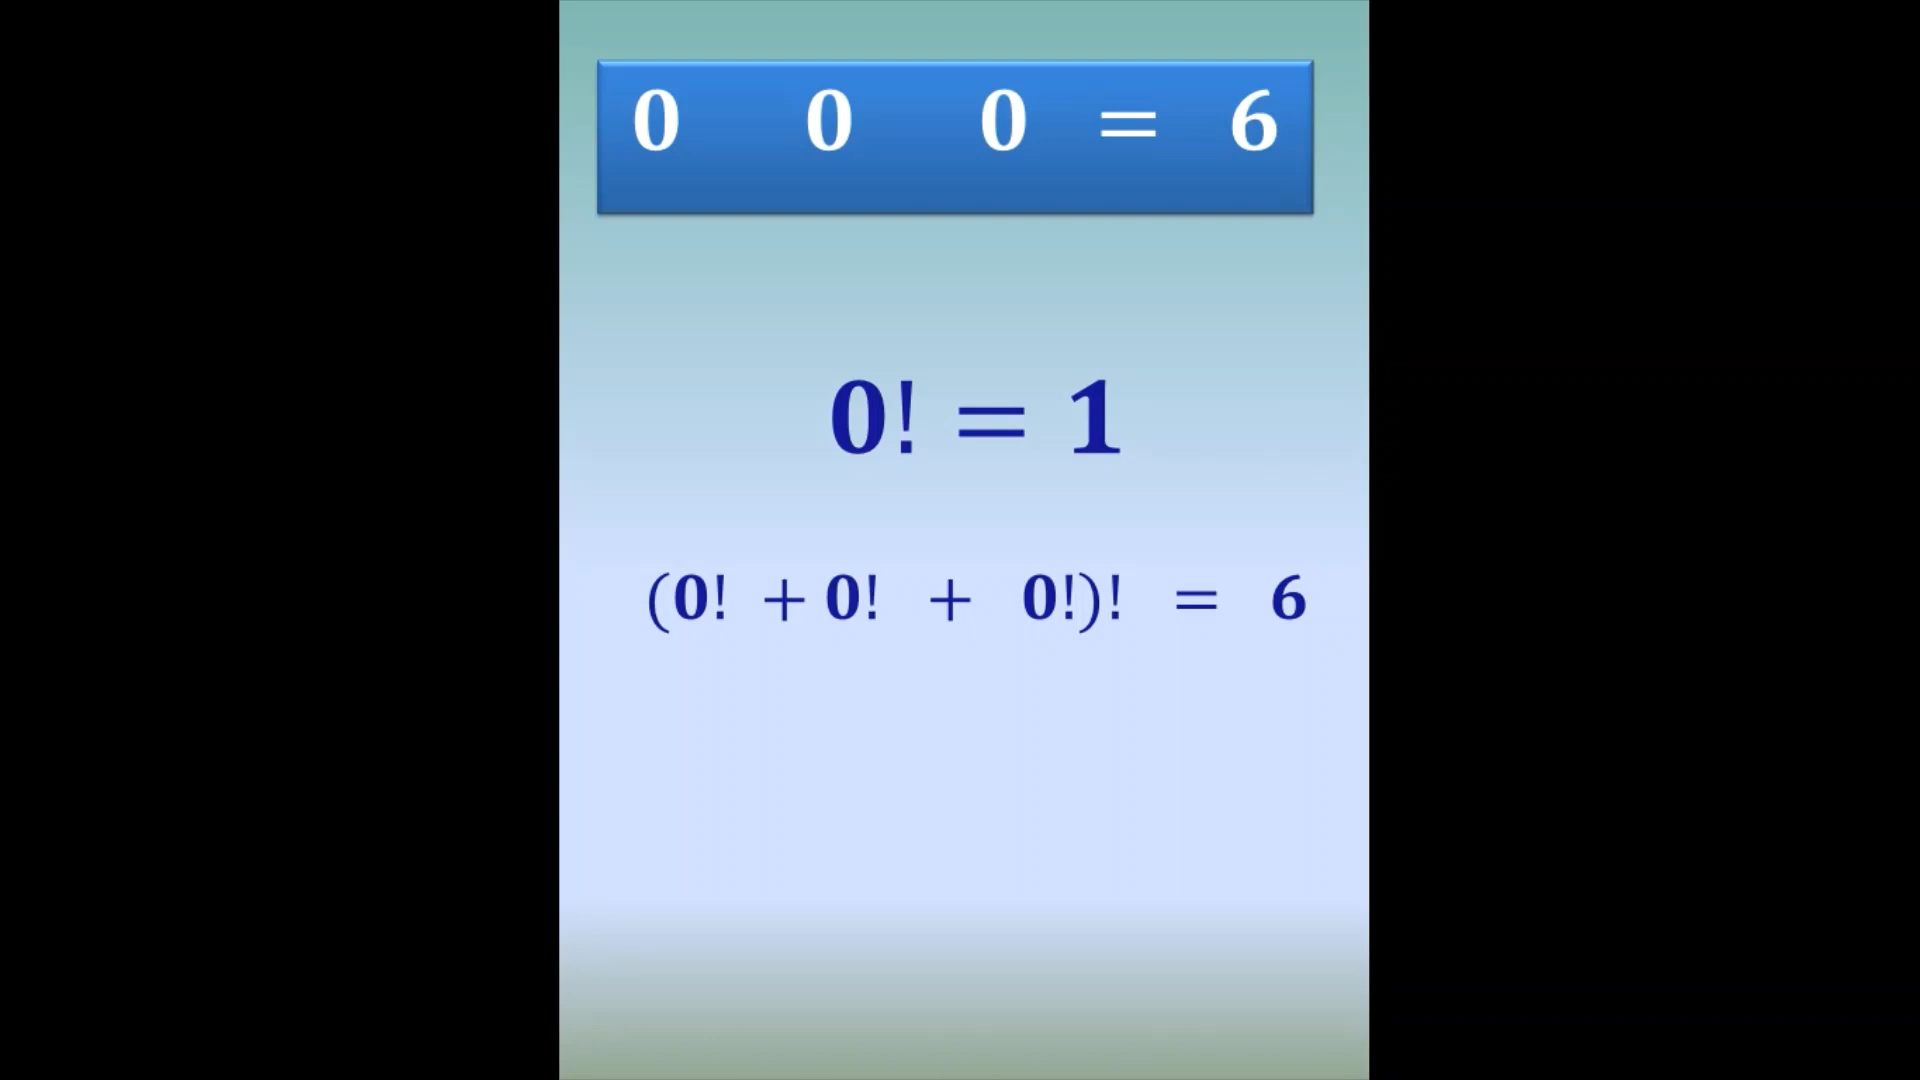 0 0 0 = 6
0! = 1
(0! + 0! + 0!)! = 6